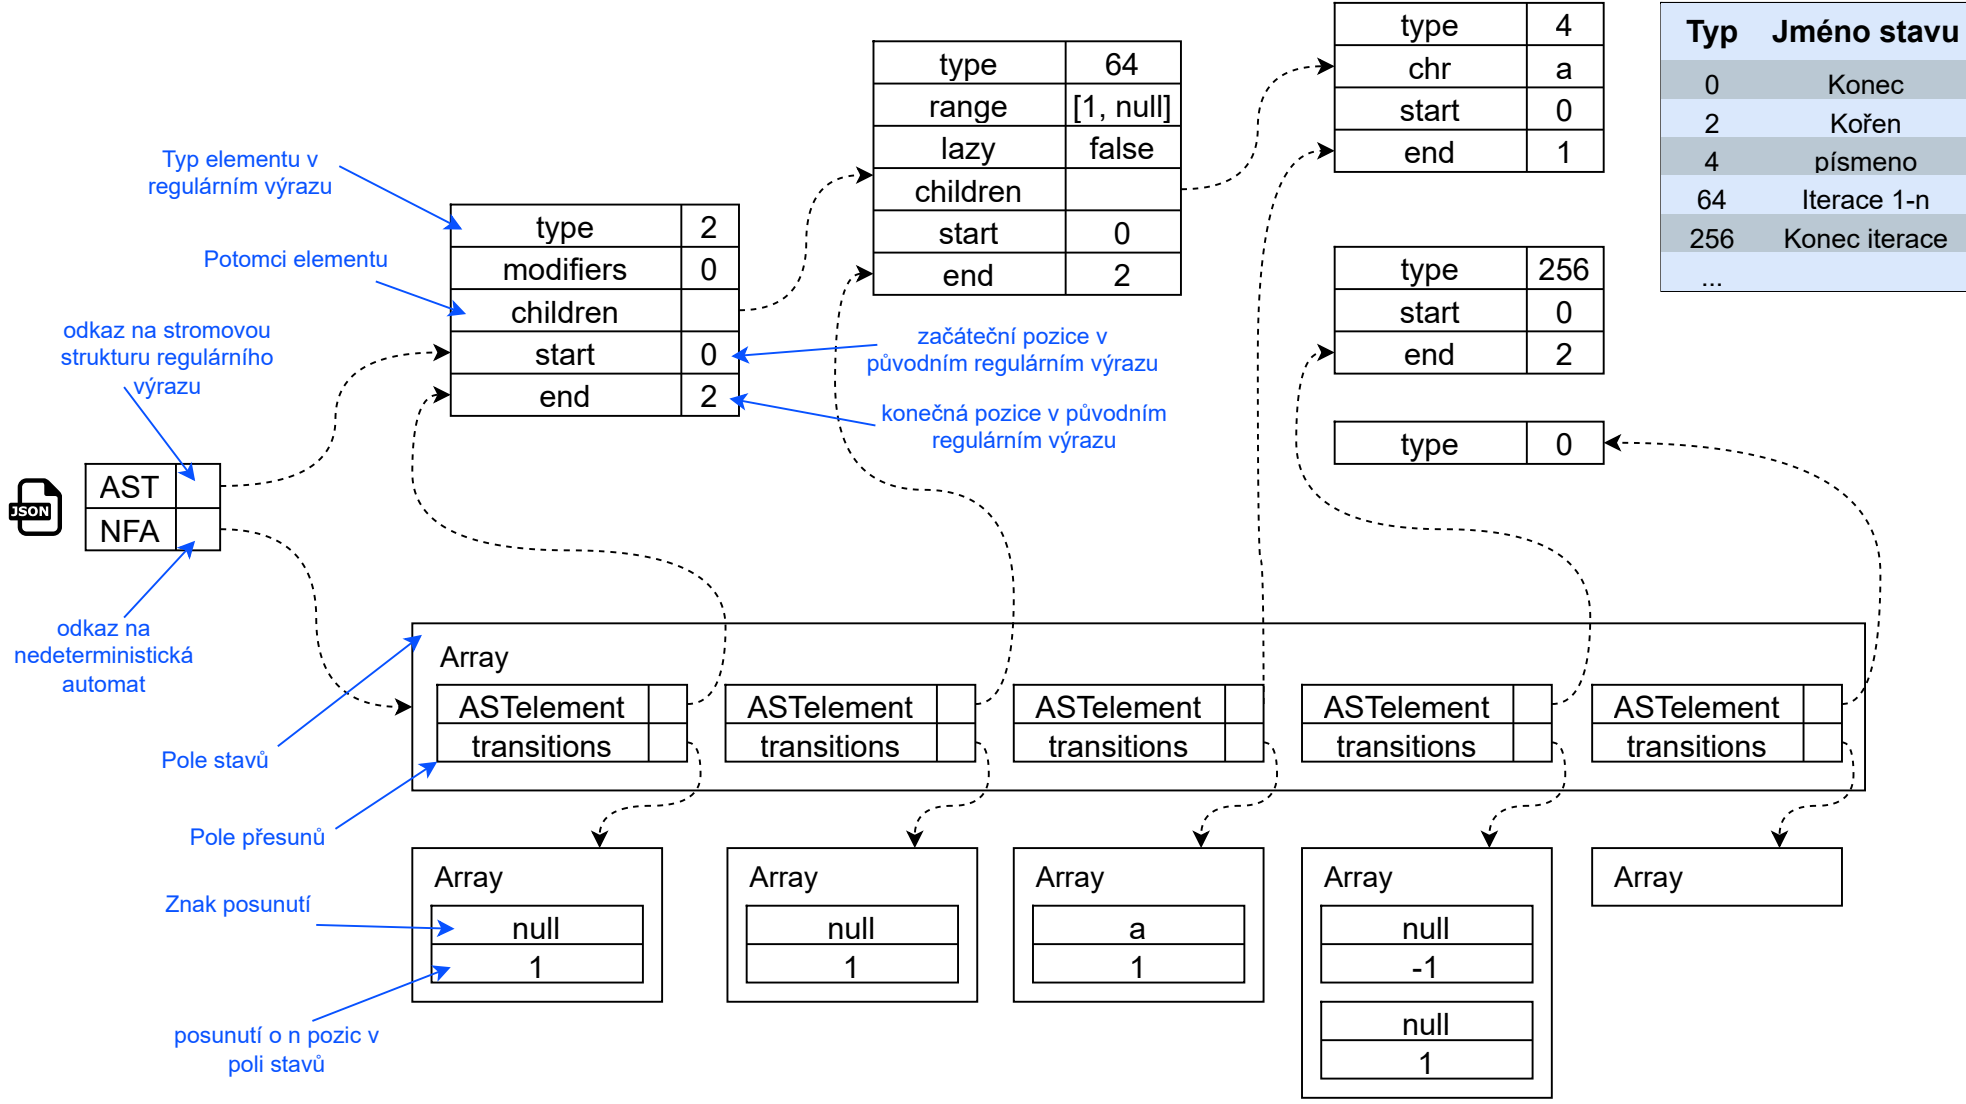 type 4
chr a
start 0
end 1
Typ Jméno stavu
0 Konec
2 Kořen
4 písmeno
64 Iterace 1-n
256 Konec iterace
...
type 64
range [1, null]
lazy false
children
start 0
end 2
Typ elementu v
regulárním výrazu
Potomci elementu
type 2
modifiers 0
children
start 0
end 2
type 256
start 0
end 2
odkaz na stromovou
strukturu regulárního
výrazu
začáteční pozice v
původním regulárním výrazu
konečná pozice v původním
regulárním výrazu
type 0
JSON
AST
NFA
odkaz na
nedeterministická
automat
Array
ASTelement
transitions
ASTelement
transitions
ASTelement
transitions
ASTelement
transitions
ASTelement
transitions
Pole stavů
Pole přesunů
Znak posunutí
posunutí o n pozic v
poli stavů
Array
null
1
Array
null
1
Array
a
1
Array
null
-1
null
1
Array